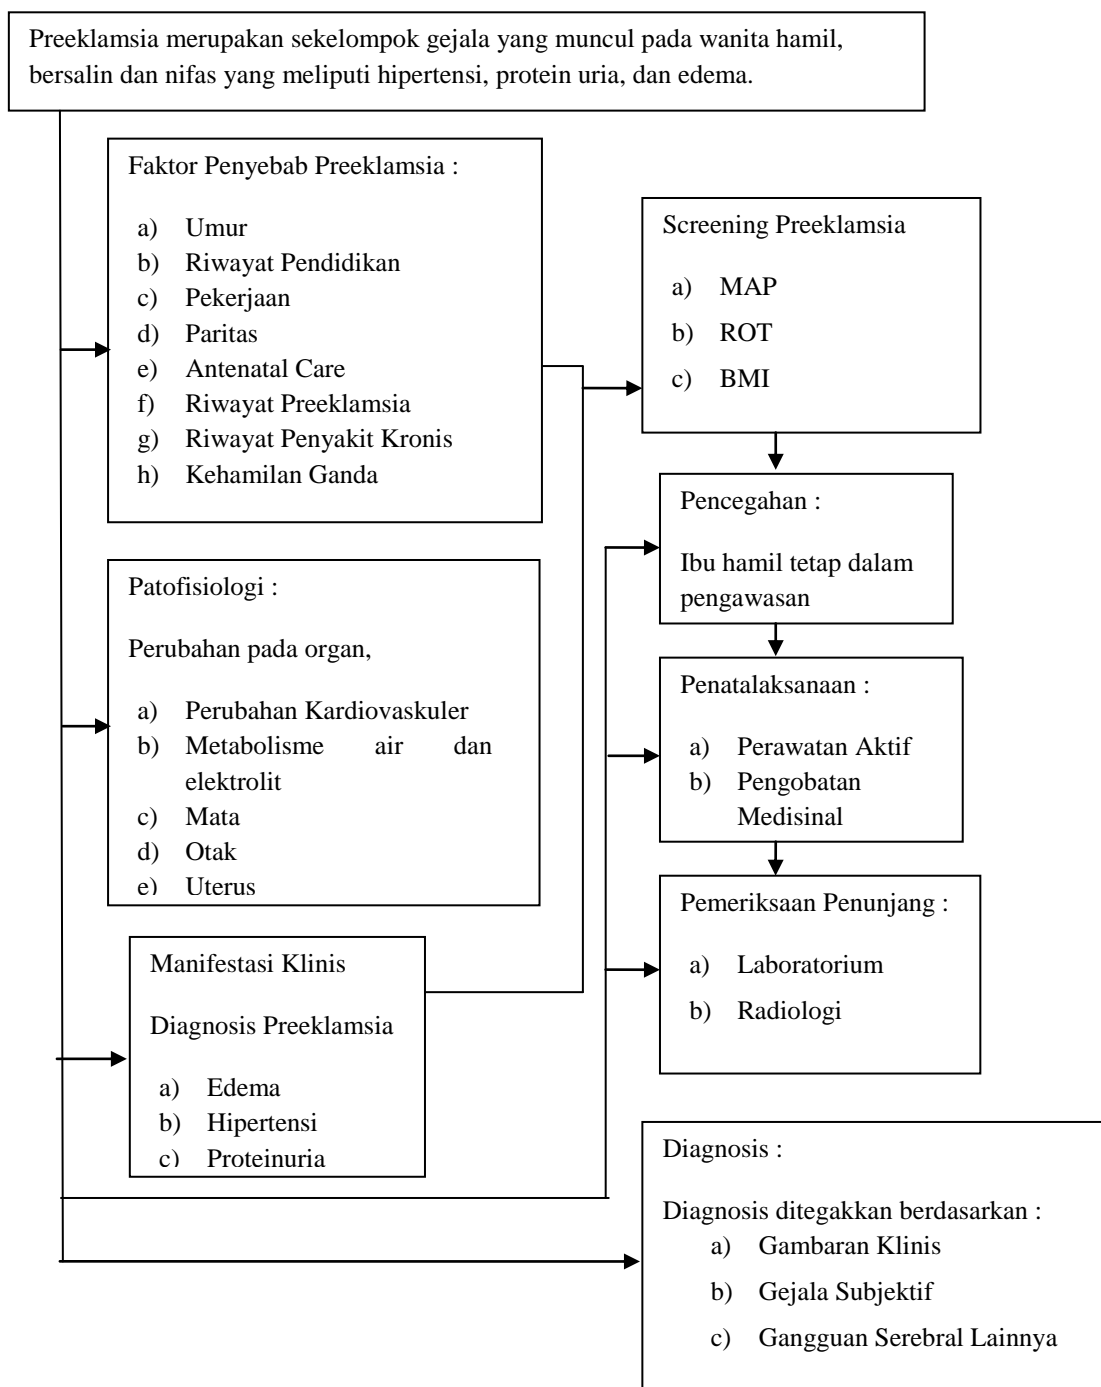 Preeklamsia merupakan sekelompok gejala yang muncul pada wanita hamil,
bersalin dan nifas yang meliputi hipertensi, protein uria, dan edema.
Faktor Penyebab Preeklamsia :
a) Umur
b) Riwayat Pendidikan
c) Pekerjaan
d) Paritas
e) Antenatal Care
f) Riwayat Preeklamsia
g) Riwayat Penyakit Kronis
h) Kehamilan Ganda
Patofisiologi :
Perubahan pada organ,
a) Perubahan Kardiovaskuler
b) Metabolisme air dan
elektrolit
c) Mata
d) Otak
e) Uterus
Manifestasi Klinis
Diagnosis Preeklamsia
a) Edema
b) Hipertensi
c) Proteinuria
Screening Preeklamsia
a) MAP
b) ROT
c) BMI
Pencegahan :
Ibu hamil tetap dalam
pengawasan
Penatalaksanaan :
a) Perawatan Aktif
b) Pengobatan
Medisinal
Pemeriksaan Penunjang :
a) Laboratorium
b) Radiologi
Diagnosis :
Diagnosis ditegakkan berdasarkan :
a) Gambaran Klinis
b) Gejala Subjektif
c) Gangguan Serebral Lainnya